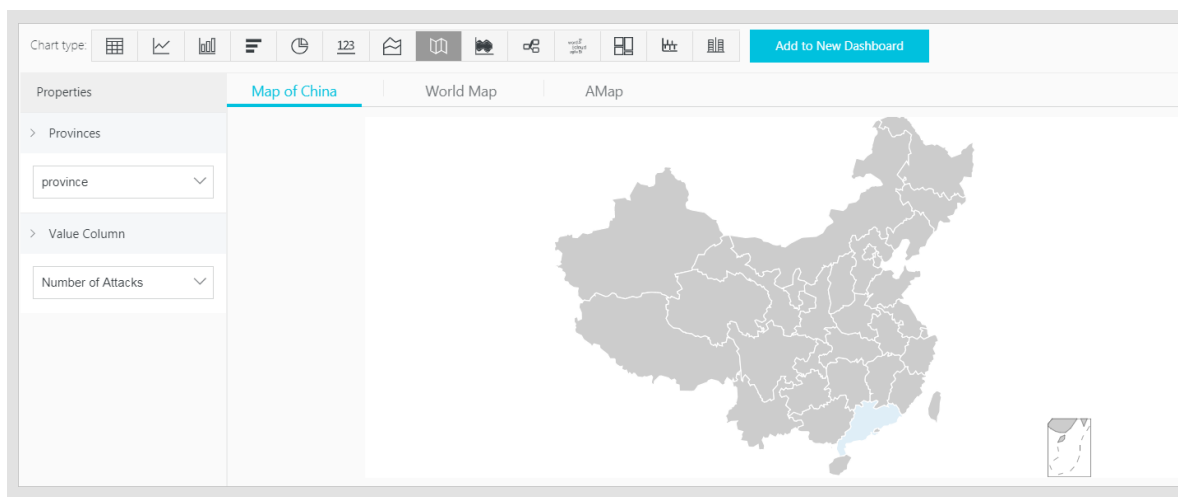 Chart type:
123
Add to New Dashboard
Properties
Map of China
World Map
AMap
Provinces
province
Value Column
Number of Attacks